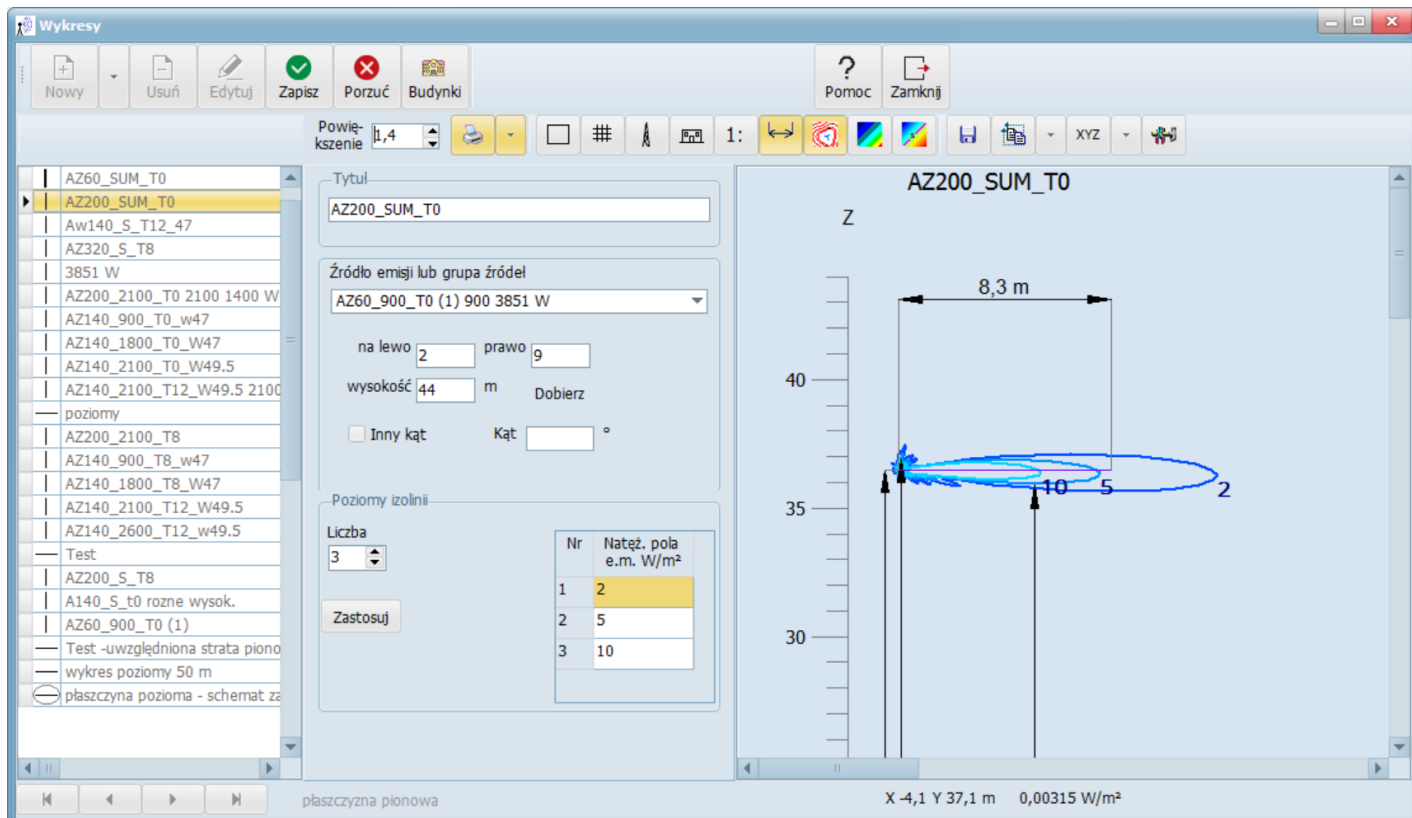 Wykresy
Nowy
Usuń
Edytuj
Zapisz
Porzuć
Budynki
Pomoc
Zamknij
Powię-
kszenie 1,4
1:
XYZ
AZ60_SUM_T0
AZ200_SUM_T0
Aw140_S_T12_47
AZ320_S_T8
3851 W
AZ200_2100_T0 2100 1400 W
AZ140_900_T0_w47
AZ140_1800_T0_W47
AZ140_2100_T0_W49.5
AZ140_2100_T12_W49.5 2100
poziomy
AZ200_2100_T8
AZ140_900_T8_w47
AZ140_1800_T8_W47
AZ140_2100_T12_W49.5
AZ140_2600_T12_w49.5
Test
AZ200_S_T8
A140_S_t0 rozne wysok.
AZ60_900_T0 (1)
Test -uwzględniona strata piono
wykres poziomy 50 m
płaszczyna pozioma - schemat za
Tytuł
AZ200_SUM_T0
Źródło emisji lub grupa źródeł
AZ60_900_T0 (1) 900 3851 W
na lewo 2 prawo 9
wysokość 44 m Dobierz
Inny kąt Kąt °
Poziomy izolinii
Liczba
3
Zastosuj
Nr Natęż. pola
e.m. W/m²
1 2
2 5
3 10
AZ200_SUM_T0
Z
8,3 m
40
35
30
10 5 2
płaszczyzna pionowa
X -4,1 Y 37,1 m 0,00315 W/m²